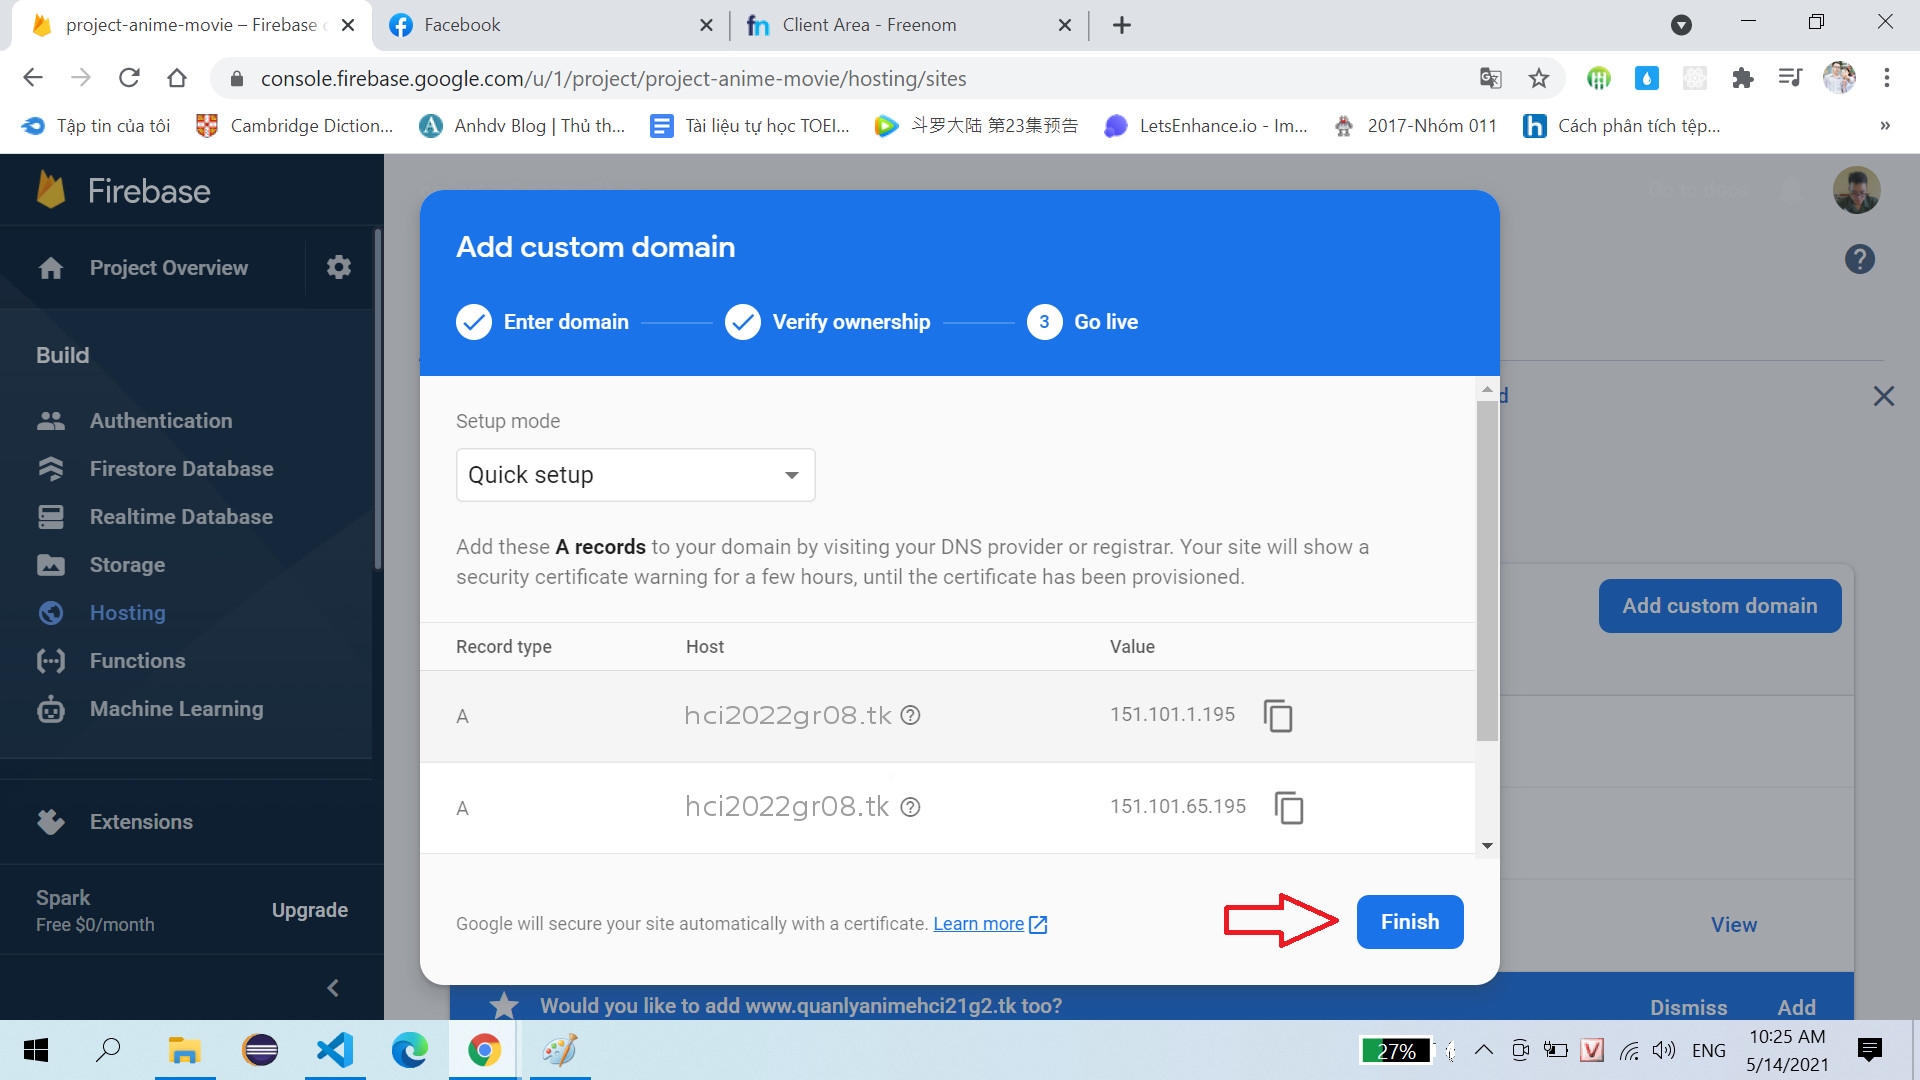 project-anime-movie – Firebase c
Facebook
Client Area - Freenom
console.firebase.google.com/u/1/project/project-anime-movie/hosting/sites
Tập tin của tôi
Cambridge Diction...
Anhdv Blog | Thủ th...
Tài liệu tự học TOEI...
斗罗大陆 第23集预告
LetsEnhance.io - Im...
2017-Nhóm 011
Cách phân tích tệp...
»
Firebase
Go to docs
Project Overview
Add custom domain
Enter domain
Verify ownership
3 Go live
Build
Authentication
Firestore Database
Realtime Database
Storage
Hosting
Functions
Machine Learning
Extensions
Spark
Free $0/month
Upgrade
Setup mode
Quick setup
Add these A records to your domain by visiting your DNS provider or registrar. Your site will show a
security certificate warning for a few hours, until the certificate has been provisioned.
Add custom domain
Record type Host Value
A hci2022gr08.tk 151.101.1.195
A hci2022gr08.tk 151.101.65.195
Google will secure your site automatically with a certificate. Learn more
Finish
View
Would you like to add www.quanlyanimehci21g2.tk too?
Dismiss Add
27%
ENG
10:25 AM
5/14/2021